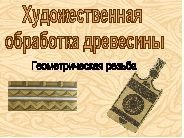 Художественная
обработка древесины
Геометрическая резьба